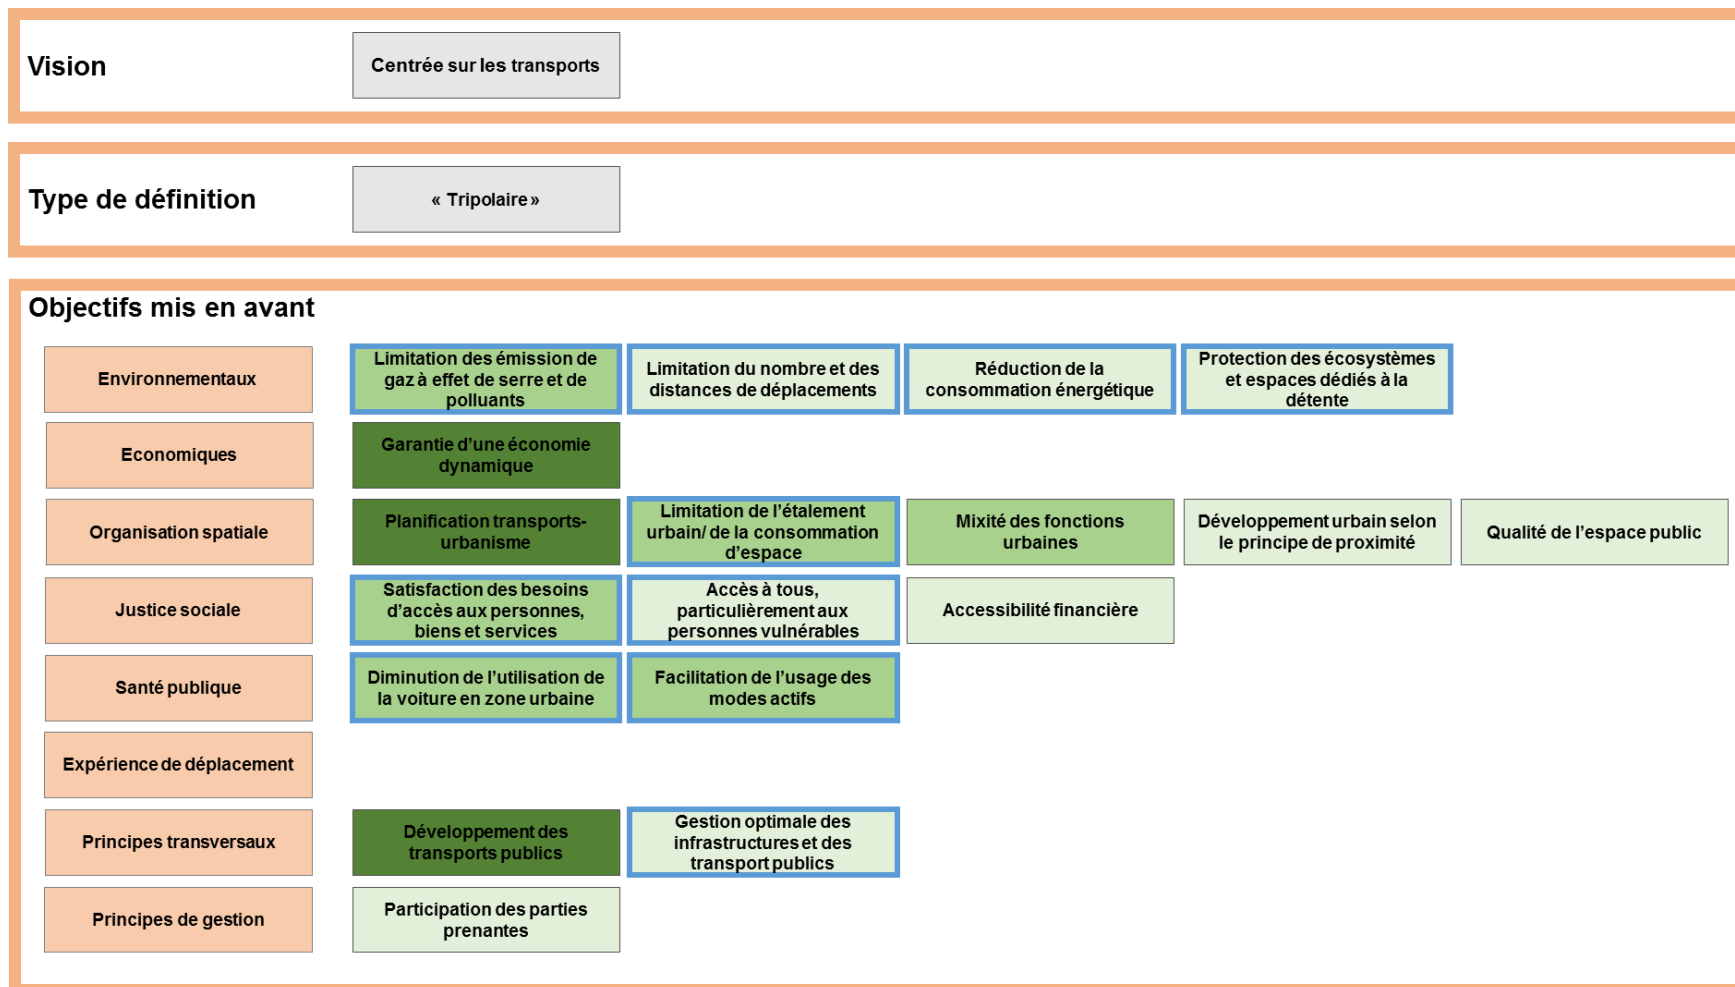 Vision
Centrée sur les transports
Type de définition
« Tripolaire »
Objectifs mis en avant
Environnementaux
Limitation des émission de
gaz à effet de serre et de
polluants
Limitation du nombre et des
distances de déplacements
Réduction de la
consommation énergétique
Protection des écosystèmes
et espaces dédiés à la
détente
Economiques
Garantie d'une économie
dynamique
Organisation spatiale
Planification transports-
urbanisme
Limitation de l'étalement
urbain/ de la consommation
d'espace
Mixité des fonctions
urbaines
Développement urbain selon
le principe de proximité
Qualité de l'espace public
Justice sociale
Satisfaction des besoins
d'accès aux personnes,
biens et services
Accès à tous,
particulièrement aux
personnes vulnérables
Accessibilité financière
Santé publique
Diminution de l'utilisation de
la voiture en zone urbaine
Facilitation de l'usage des
modes actifs
Expérience de déplacement
Principes transversaux
Développement des
transports publics
Gestion optimale des
infrastructures et des
transport publics
Principes de gestion
Participation des parties
prenantes